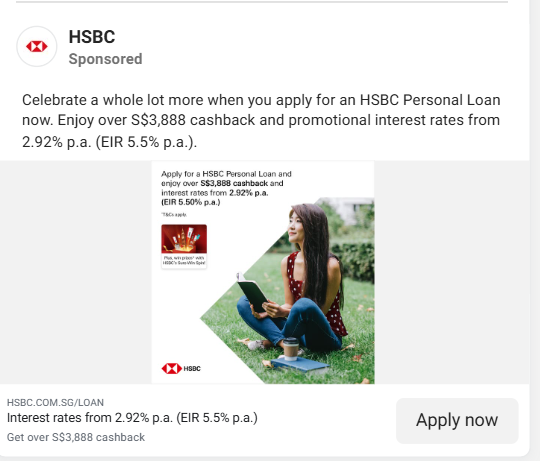 HSBC
Sponsored
Celebrate a whole lot more when you apply for an HSBC Personal Loan
now. Enjoy over S$3,888 cashback and promotional interest rates from
2.92% p.a. (EIR 5.5% p.a.).
Apply for a HSBC Personal Loan and
enjoy over S$3,888 cashback and
interest rates from 2.92% p.a.
(EIR 5.50% p.a.)
*T&Cs apply
Plus, win prizes* with
HSBC's Sure-Win Spin!
HSBC
HSBC.COM.SG/LOAN
Interest rates from 2.92% p.a. (EIR 5.5% p.a.)
Get over S$3,888 cashback
Apply now